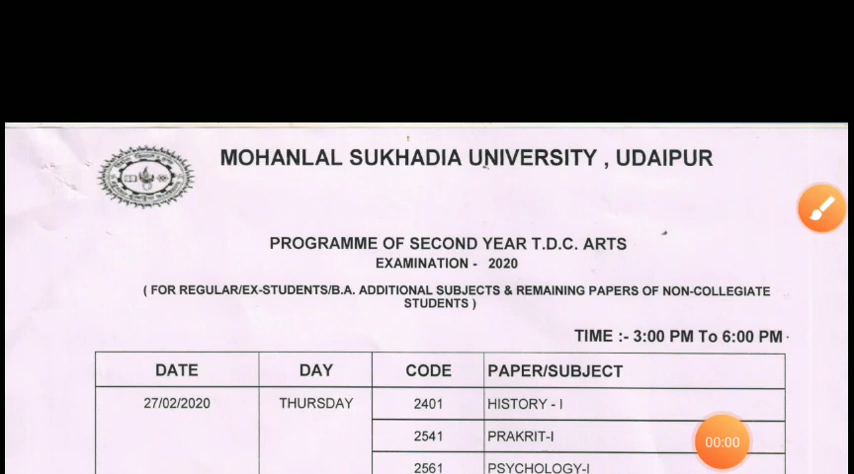 MOHANLAL SUKHADIA UNIVERSITY , UDAIPUR
PROGRAMME OF SECOND YEAR T.D.C. ARTS
EXAMINATION - 2020
( FOR REGULAR/EX-STUDENTS/B.A. ADDITIONAL SUBJECTS & REMAINING PAPERS OF NON-COLLEGIATE
STUDENTS )
TIME :- 3:00 PM To 6:00 PM
DATE DAY CODE PAPER/SUBJECT
27/02/2020 THURSDAY 2401 HISTORY - I
2541 PRAKRIT-I
00:00
2561 PSYCHOLOGY-I